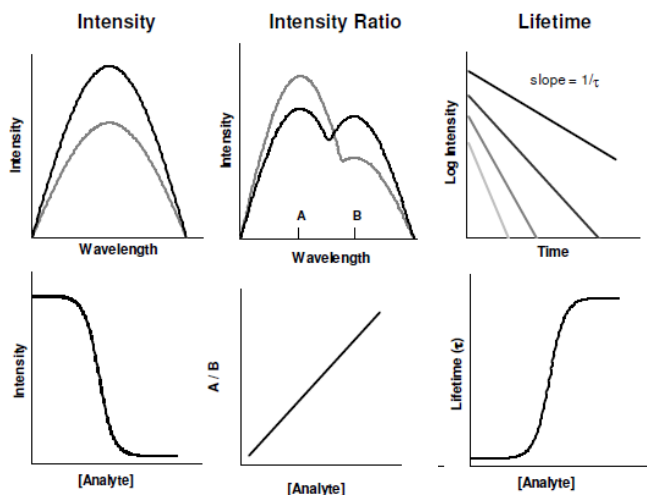 Intensity
Intensity Ratio
Lifetime
Intensity
Wavelength
Intensity
A
B
Wavelength
Log Intensity
slope = 1/τ
Time
Intensity
[Analyte]
A / B
[Analyte]
Lifetime (τ)
[Analyte]